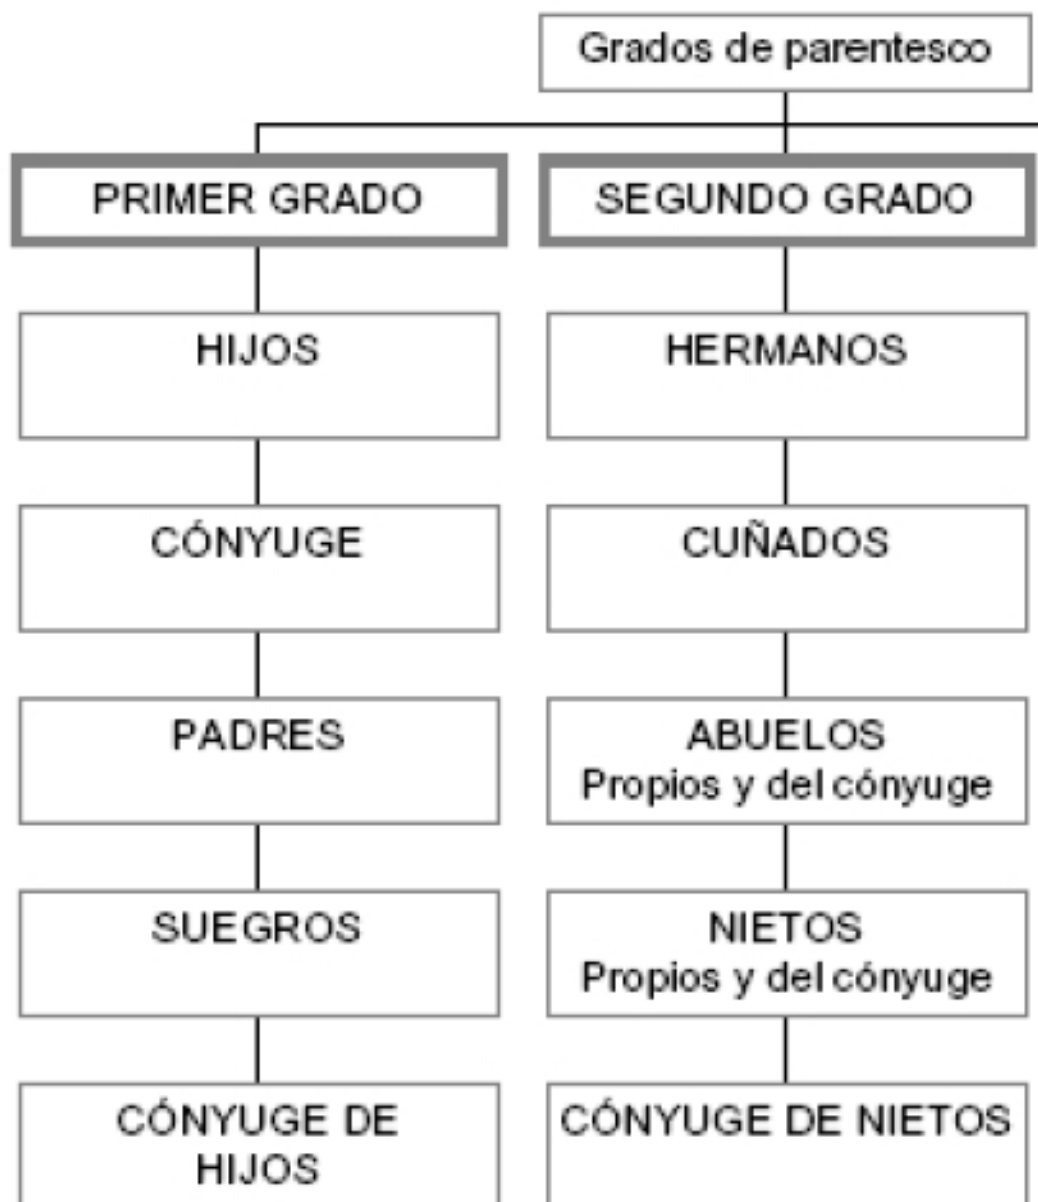 Grados de parentesco
PRIMER GRADO
HIJOS
CÓNYUGE
PADRES
SUEGROS
CÓNYUGE DE
HIJOS
SEGUNDO GRADO
HERMANOS
CUÑADOS
ABUELOS
Propios y del cónyuge
NIETOS
Propios y del cónyuge
CÓNYUGE DE NIETOS